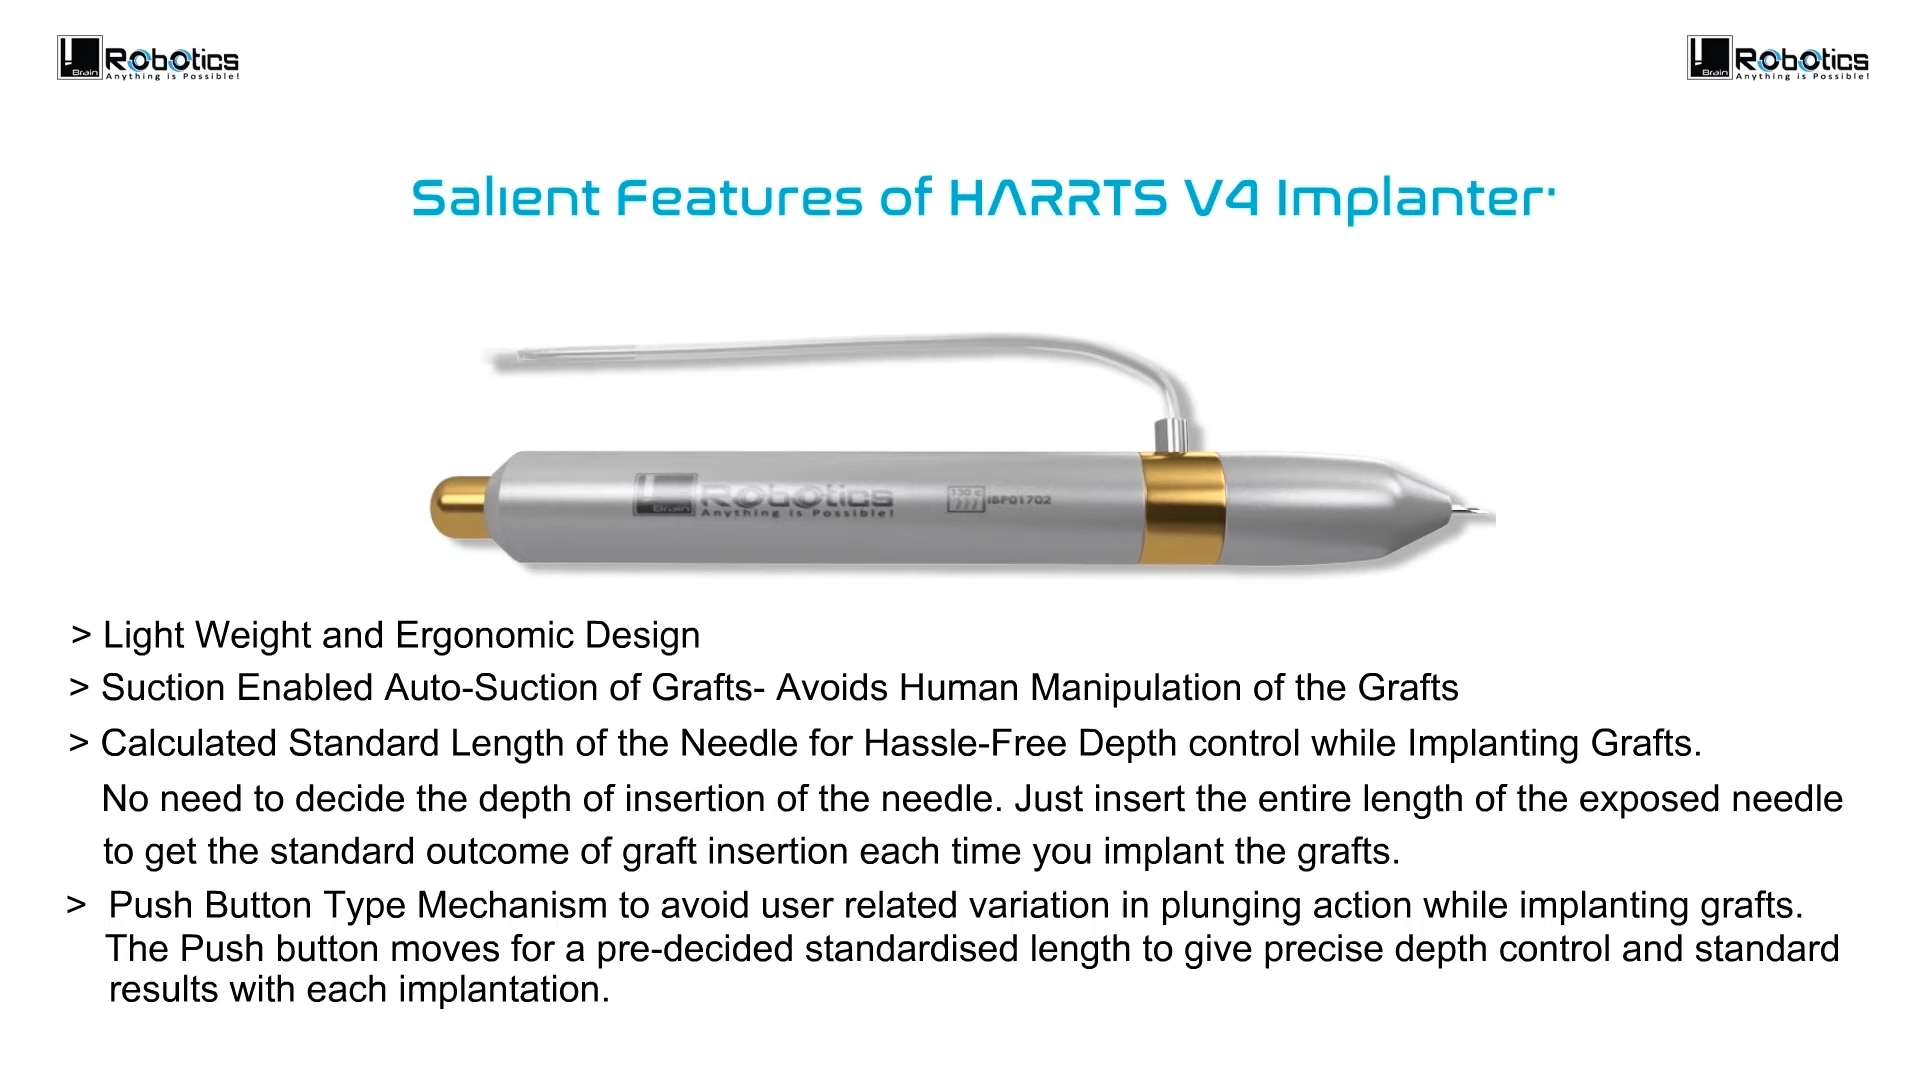 Brain Robotics
Anything is Possible!
Brain Robotics
Anything is Possible!
Salient Features of HARRTS V4 Implanter
Brain Robotics
Anything is Possible!
130 c
IBP01702
> Light Weight and Ergonomic Design
> Suction Enabled Auto-Suction of Grafts- Avoids Human Manipulation of the Grafts
> Calculated Standard Length of the Needle for Hassle-Free Depth control while Implanting Grafts.
No need to decide the depth of insertion of the needle. Just insert the entire length of the exposed needle
to get the standard outcome of graft insertion each time you implant the grafts.
> Push Button Type Mechanism to avoid user related variation in plunging action while implanting grafts.
The Push button moves for a pre-decided standardised length to give precise depth control and standard
results with each implantation.